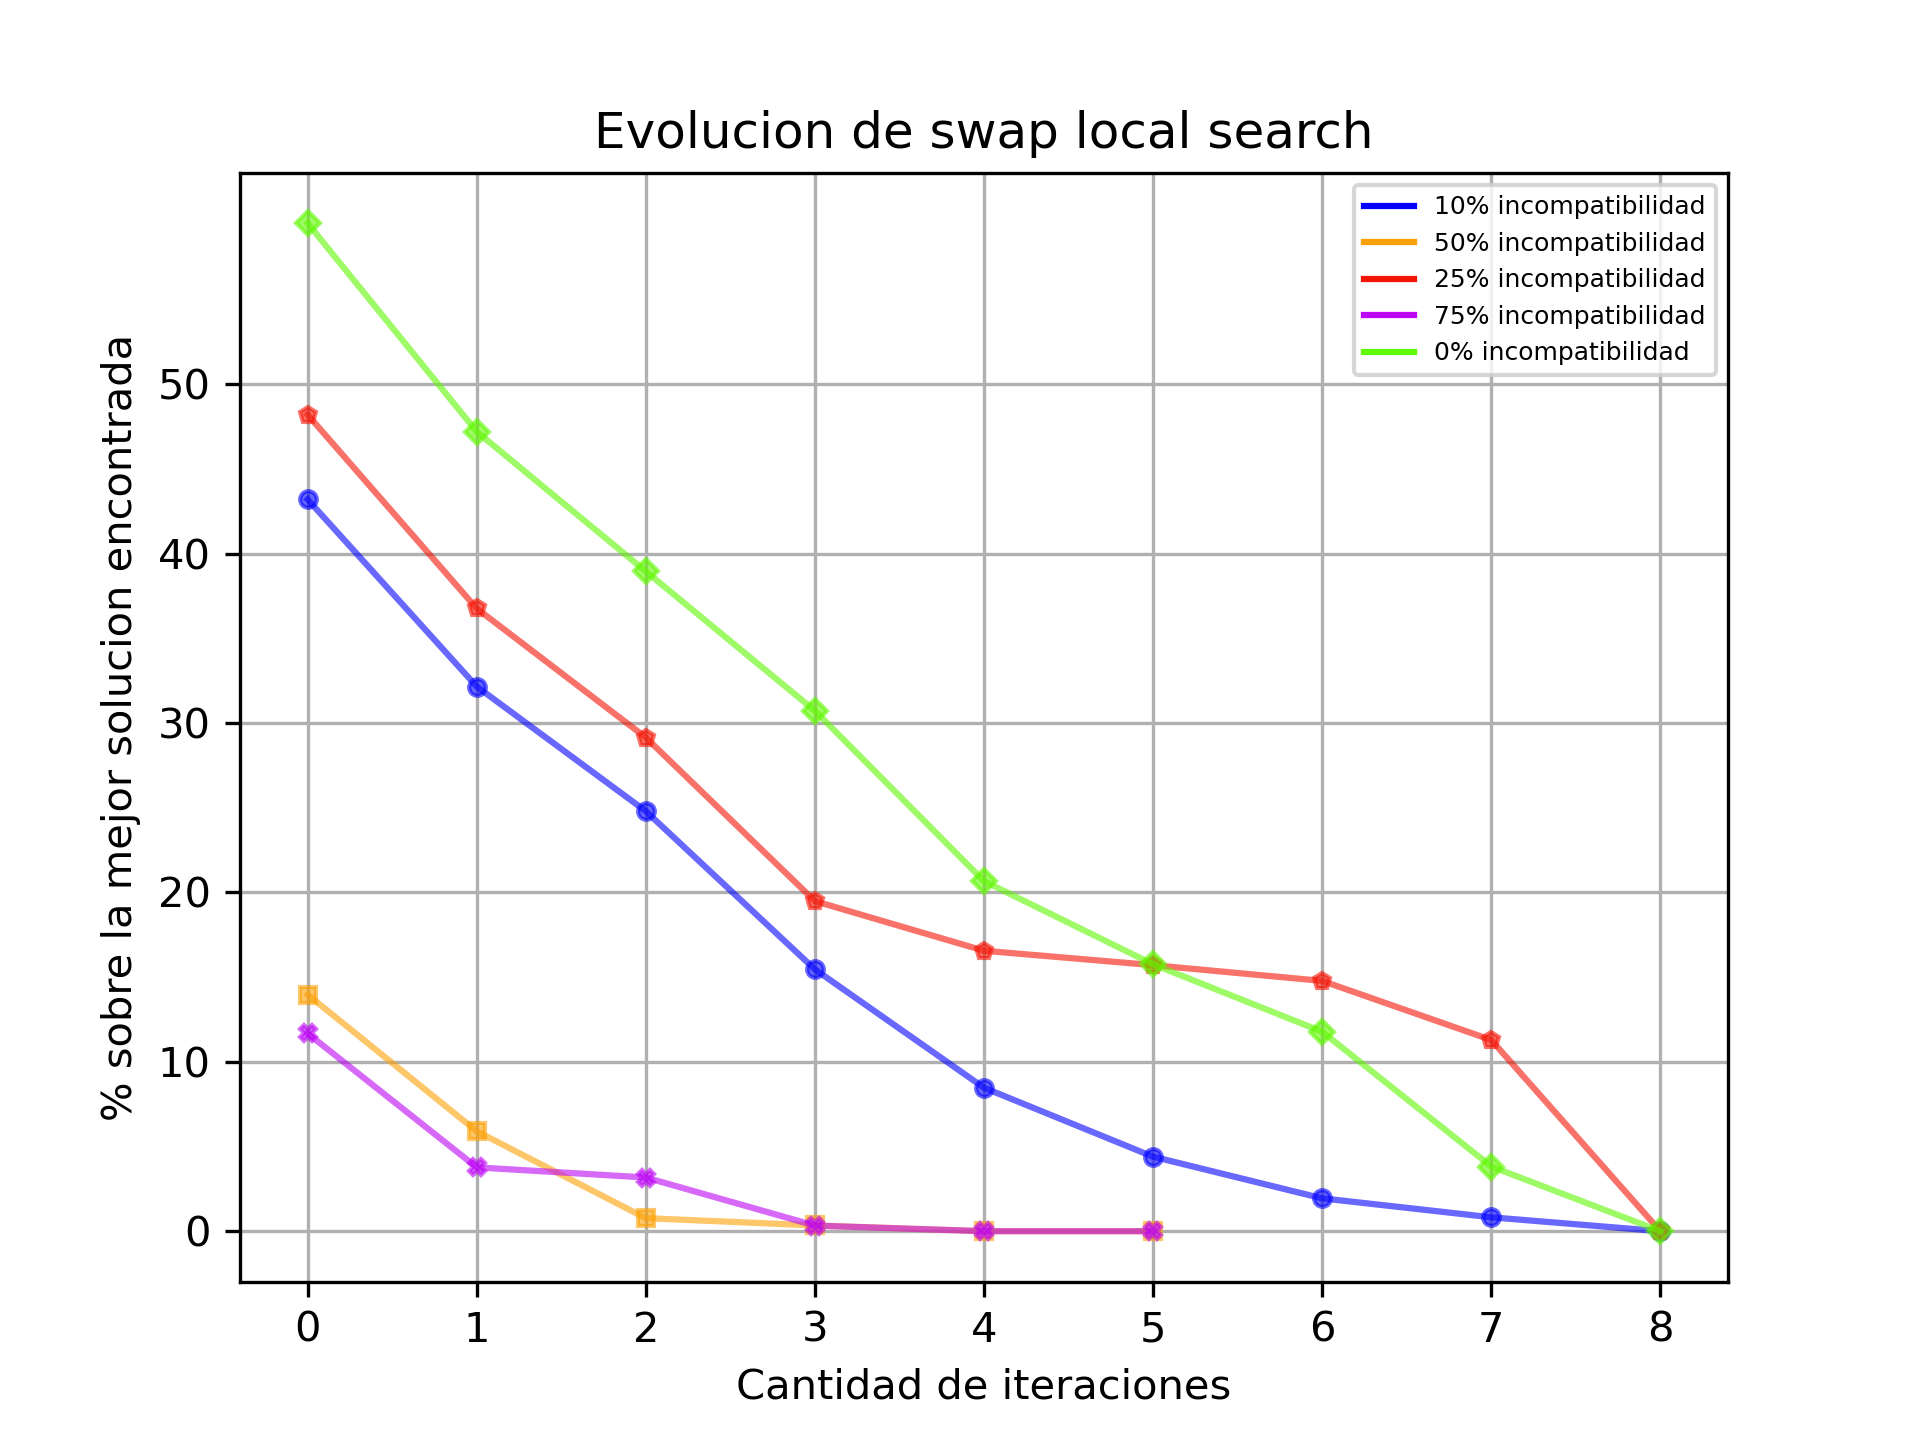 Evolucion de swap local search
10% incompatibilidad
50% incompatibilidad
25% incompatibilidad
75% incompatibilidad
0% incompatibilidad
% sobre la mejor solucion encontrada
50
40
30
20
10
0
0 1 2 3 4 5 6 7 8
Cantidad de iteraciones